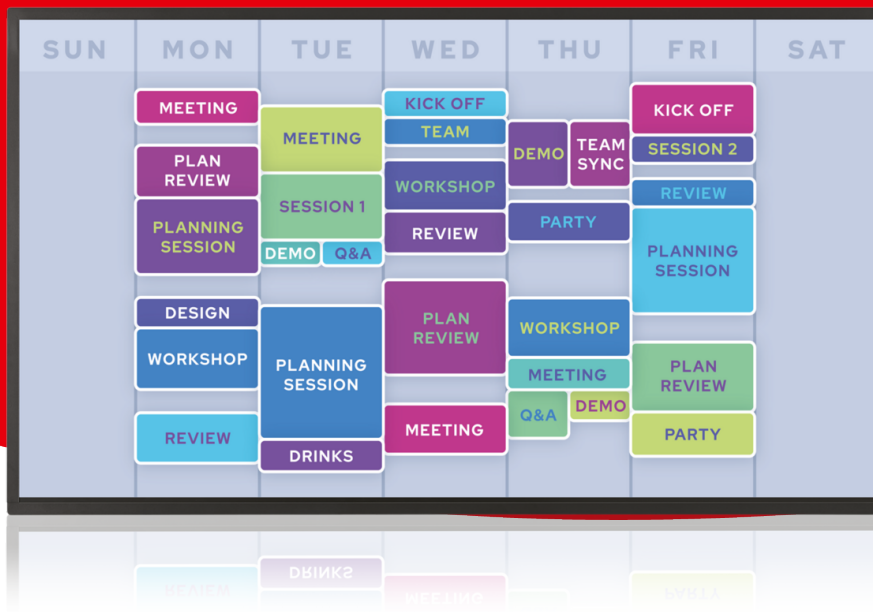 SUN MON TUE WED THU FRI SAT
MEETING
PLAN
REVIEW
PLANNING
SESSION
DESIGN
WORKSHOP
REVIEW
MEETING
SESSION 1
DEMO Q&A
PLANNING
SESSION
DRINKS
KICK OFF
TEAM
WORKSHOP
REVIEW
PLAN
REVIEW
MEETING
DEMO
TEAM
SYNC
PARTY
WORKSHOP
MEETING
Q&A
DEMO
KICK OFF
SESSION 2
REVIEW
PLANNING
SESSION
PLAN
REVIEW
PARTY